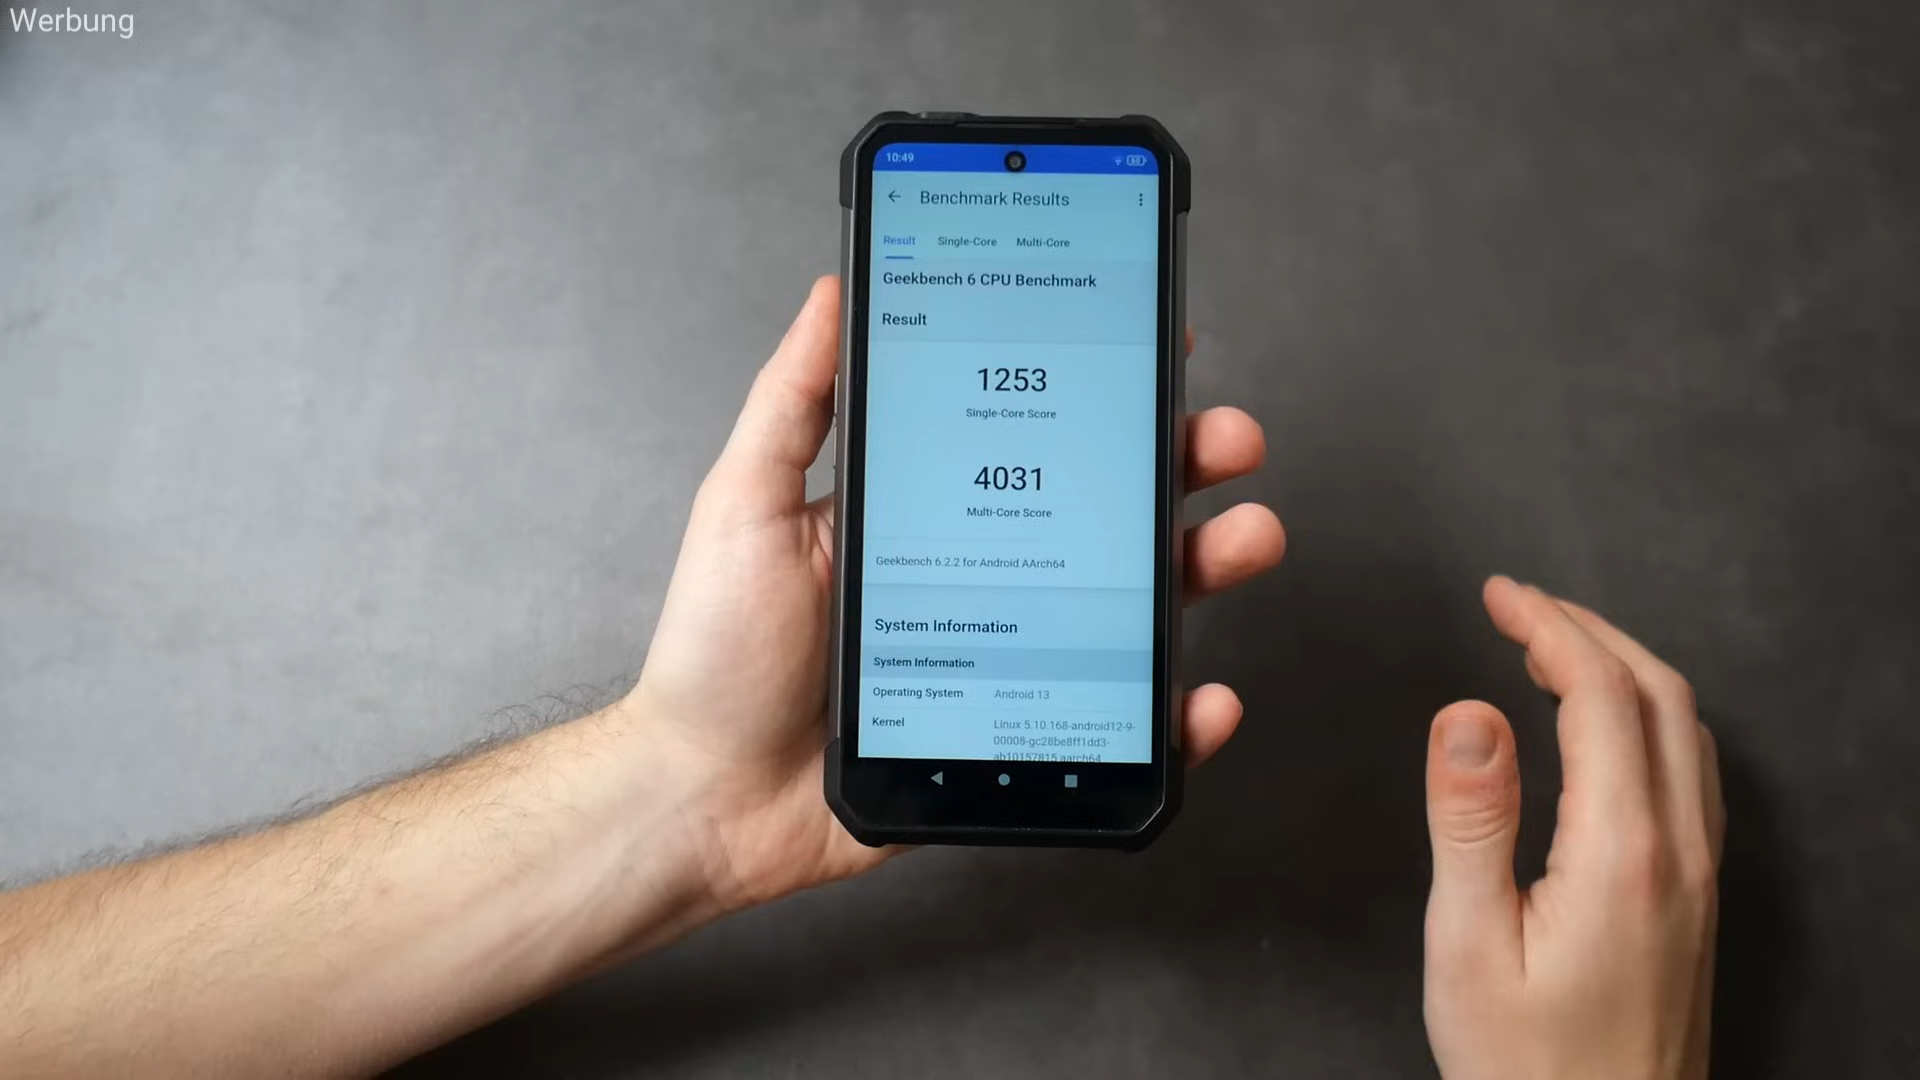 Werbung
10:49
Benchmark Results
Result Single-Core Multi-Core
Geekbench 6 CPU Benchmark
Result
1253
Single-Core Score
4031
Multi-Core Score
Geekbench 6.2.2 for Android AArch64
System Information
System Information
Operating System Android 13
Kernel Linux 5.10.168-android12-9-
00008-gc28be8ff1dd3-
ab10157815 aarch64